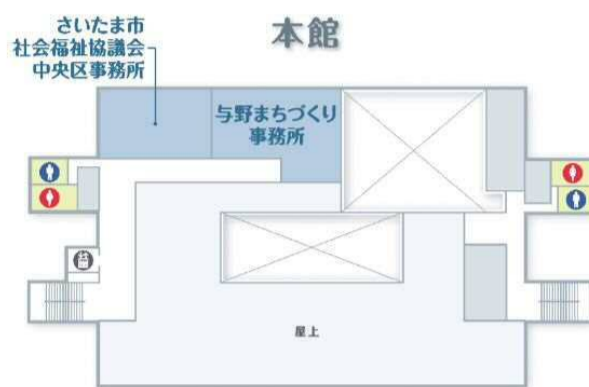 本館
さいたま市
社会福祉協議会
中央区事務所
与野まちづくり
事務所
屋上